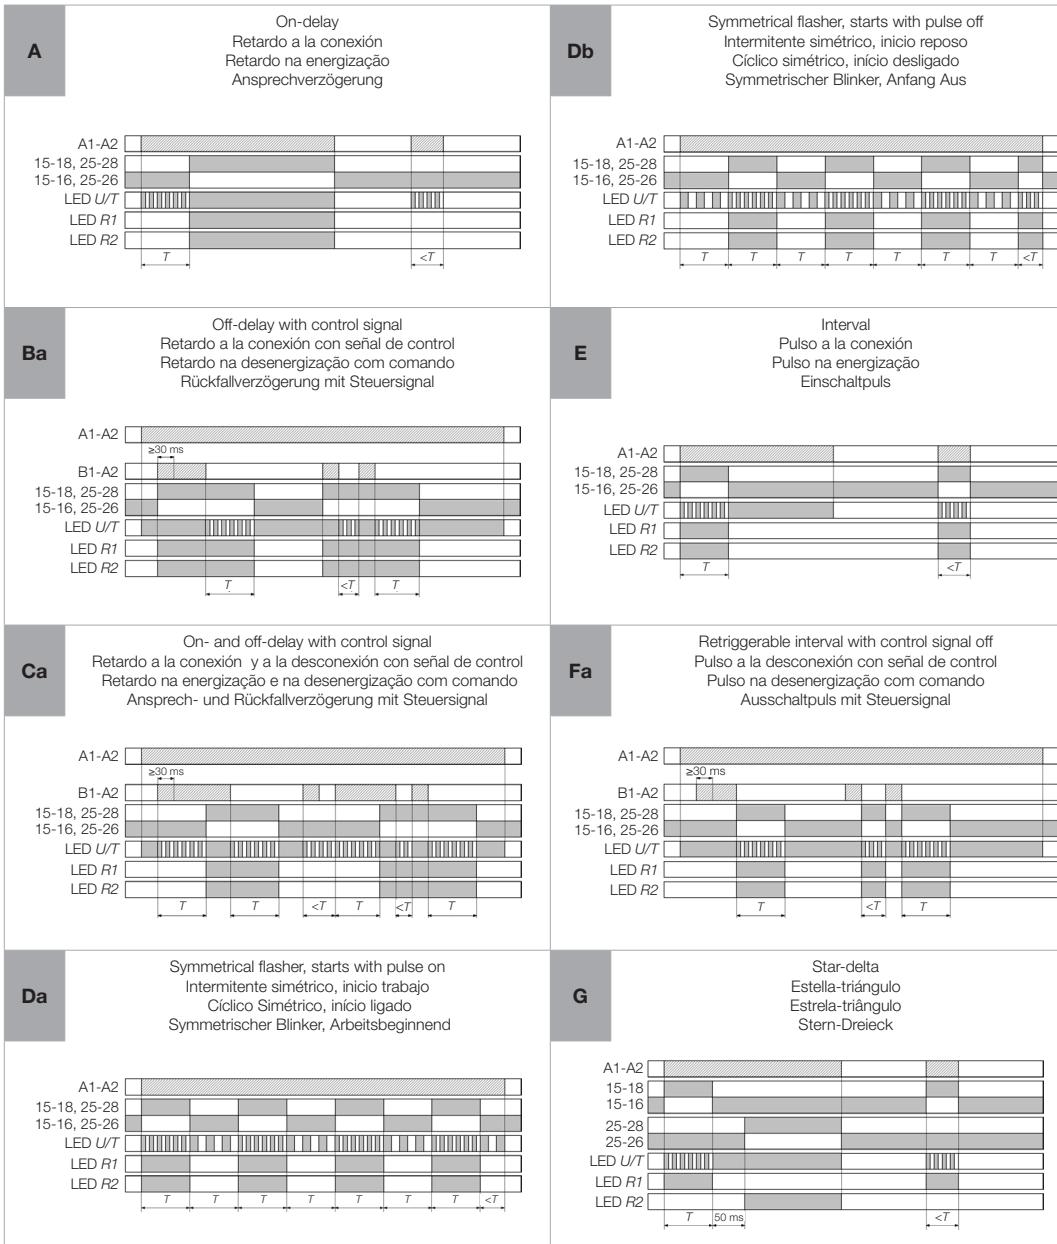 A
On-delay
Retardo a la conexión
Retardo na energização
Ansprechverzögerung
A1-A2
15-18, 25-28
15-16, 25-26
LED U/T
LED R1
LED R2
T
<T
Db
Symmetrical flasher, starts with pulse off
Intermitente simétrico, inicio reposo
Cíclico simétrico, início desligado
Symmetrischer Blinker, Anfang Aus
A1-A2
15-18, 25-28
15-16, 25-26
LED U/T
LED R1
LED R2
T T T T T T T <T
Ba
Off-delay with control signal
Retardo a la conexión con señal de control
Retardo na desenergização com comando
Rückfallverzögerung mit Steuersignal
A1-A2
≥30 ms
B1-A2
15-18, 25-28
15-16, 25-26
LED U/T
LED R1
LED R2
T <T T
E
Interval
Pulso a la conexión
Pulso na energização
Einschaltpuls
A1-A2
15-18, 25-28
15-16, 25-26
LED U/T
LED R1
LED R2
T
<T
Ca
On- and off-delay with control signal
Retardo a la conexión y a la desconexión con señal de control
Retardo na energização e na desenergização com comando
Ansprech- und Rückfallverzögerung mit Steuersignal
A1-A2
≥30 ms
B1-A2
15-18, 25-28
15-16, 25-26
LED U/T
LED R1
LED R2
T T <T T <T T
Fa
Retriggerable interval with control signal off
Pulso a la desconexión con señal de control
Pulso na desenergização com comando
Ausschaltpuls mit Steuersignal
A1-A2
≥30 ms
B1-A2
15-18, 25-28
15-16, 25-26
LED U/T
LED R1
LED R2
T <T T
Da
Symmetrical flasher, starts with pulse on
Intermitente simétrico, inicio trabajo
Cíclico Simétrico, início ligado
Symmetrischer Blinker, Arbeitsbeginnend
A1-A2
15-18, 25-28
15-16, 25-26
LED U/T
LED R1
LED R2
T T T T T T T <T
G
Star-delta
Estella-triángulo
Estrela-triângulo
Stern-Dreieck
A1-A2
15-18
15-16
25-28
25-26
LED U/T
LED R1
LED R2
T 50 ms <T